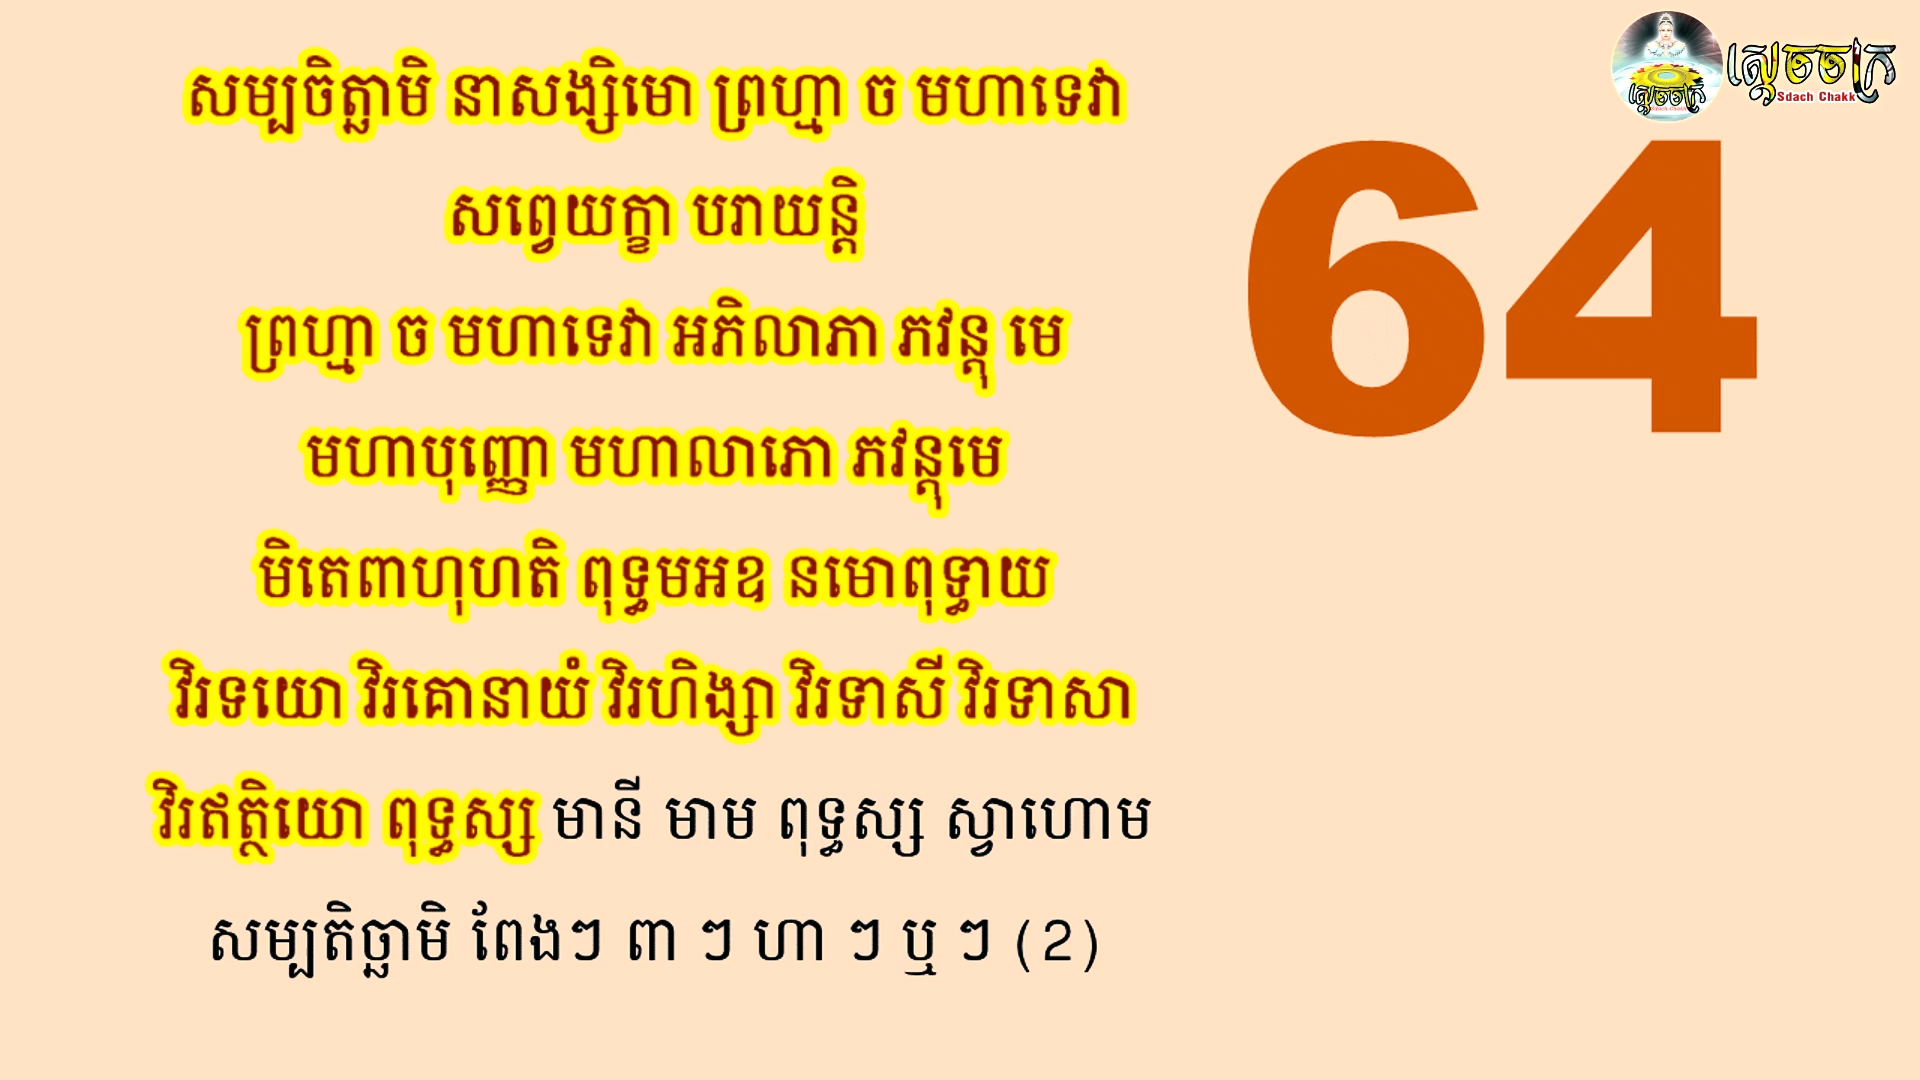 សម្បចិត្ឆាមិ នាសង្សិមោ ព្រហ្មា ច មហាទេវា
សព្វេយក្ខា បរាយន្តិ
ព្រហ្មា ច មហាទេវា អភិលាភា ភវន្តុ មេ
មហាបុញ្ញោ មហាលាភោ ភវន្តុមេ
មិតេពាហុហតិ ពុទ្ធមអឧ នមោពុទ្ធាយ
វិរទយោ វិរគោនាយំ វិរហិង្សា វិរទាសី វិរទាសា
វិរឥត្ថិយោ ពុទ្ធស្ស មានី មាម ពុទ្ធស្ស ស្វាហោម
សម្បតិច្ឆាមិ ពែងៗ ពា ៗ ហា ៗ ឬ ៗ (2)
64
ស្តេចចក្រ
Sdach Chakk
ស្តេចចក្រ